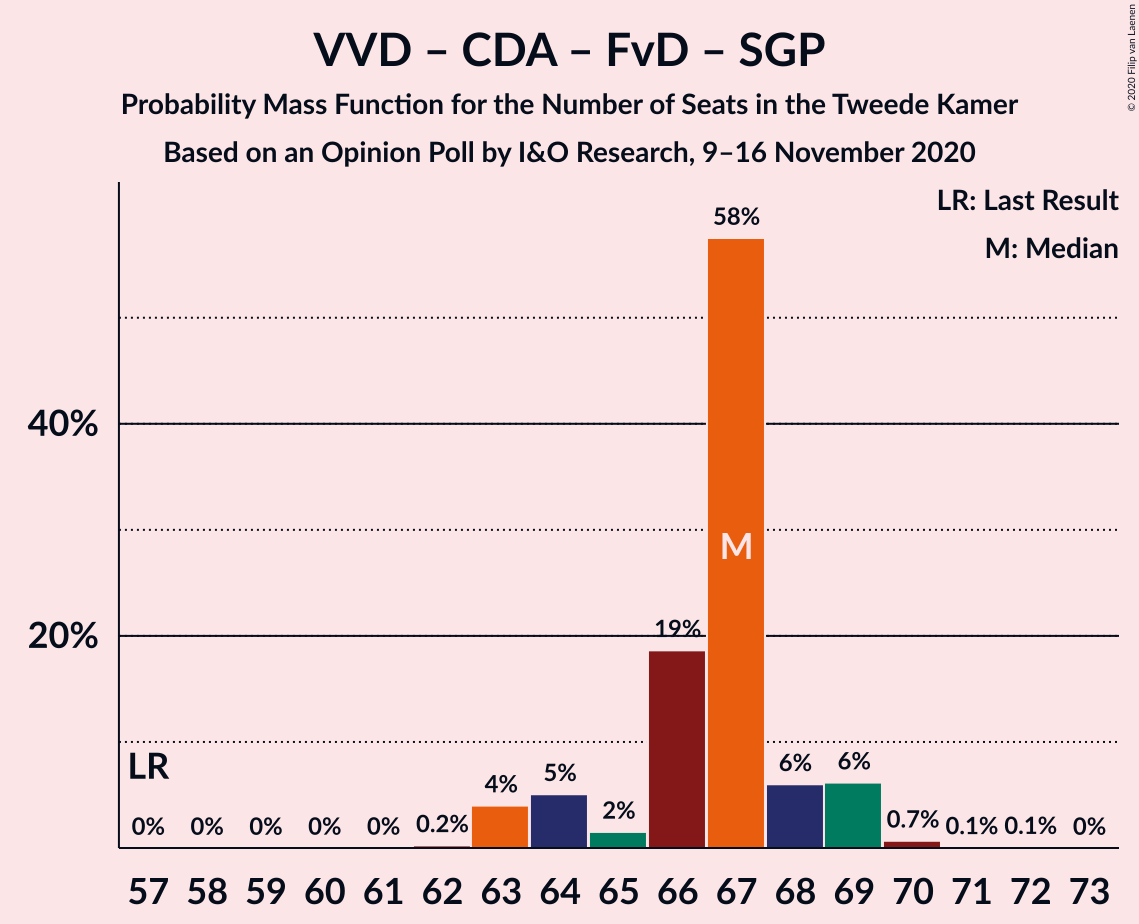 VVD – CDA – FvD – SGP
Probability Mass Function for the Number of Seats in the Tweede Kamer
Based on an Opinion Poll by I&O Research, 9–16 November 2020
© 2020 Filip van Laenen
LR: Last Result
M: Median
58%
40%
M
20%
19%
LR
0% 0% 0% 0% 0% 0.2% 4% 5% 2% 6% 6% 0.7% 0.1% 0.1% 0%
57 58 59 60 61 62 63 64 65 66 67 68 69 70 71 72 73